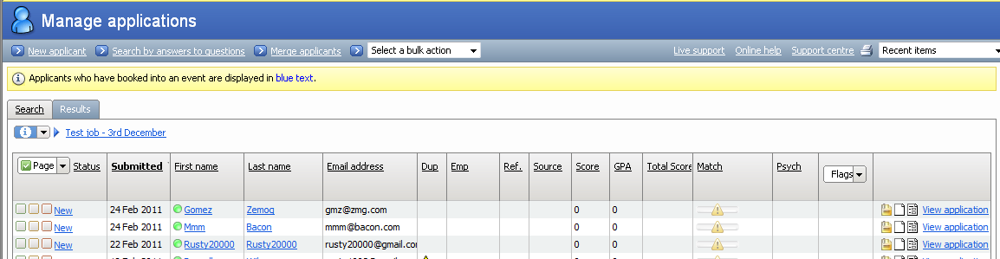 Manage applications
New applicant Search by answers to questions Merge applicants Select a bulk action Live support Online help Support centre Recent items
Applicants who have booked into an event are displayed in blue text.
Search Results
Test job - 3rd December
Page Status Submitted First name Last name Email address Dup Emp Ref. Source Score GPA Total Score Match Psych Flags
New 24 Feb 2011 Gomez Zemog gmz@zmg.com 0 0 View application
New 24 Feb 2011 Mmm Bacon mmm@bacon.com 0 0 View application
New 22 Feb 2011 Rusty20000 Rusty20000 rusty20000@gmail.com 0 0 View application